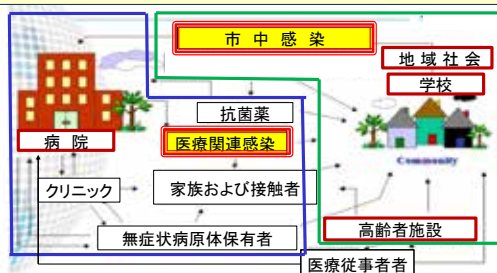 市中感染
地域社会
学校
抗菌薬
病院
医療関連感染
Community
クリニック
家族および接触者
無症状病原体保有者
高齢者施設
医療従事者者